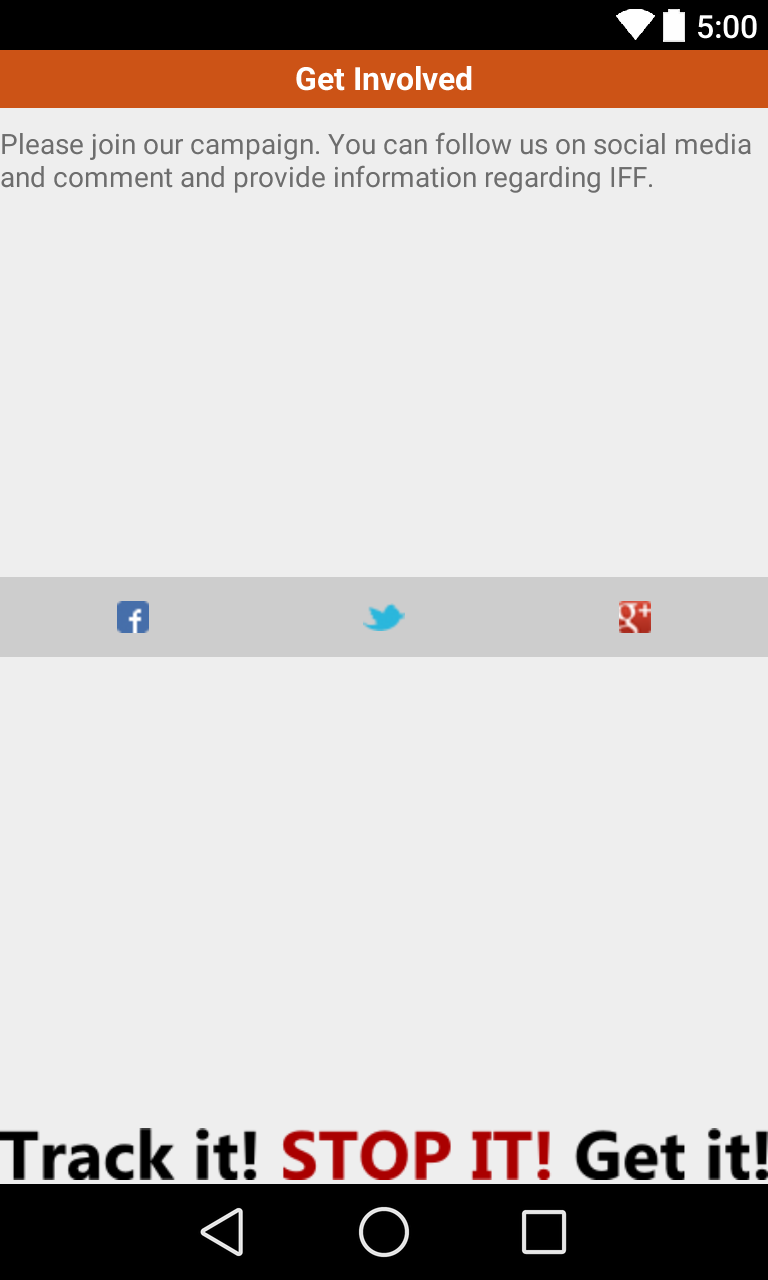 5:00
Get Involved
Please join our campaign. You can follow us on social media
and comment and provide information regarding IFF.
f
g+
Track it! STOP IT! Get it!